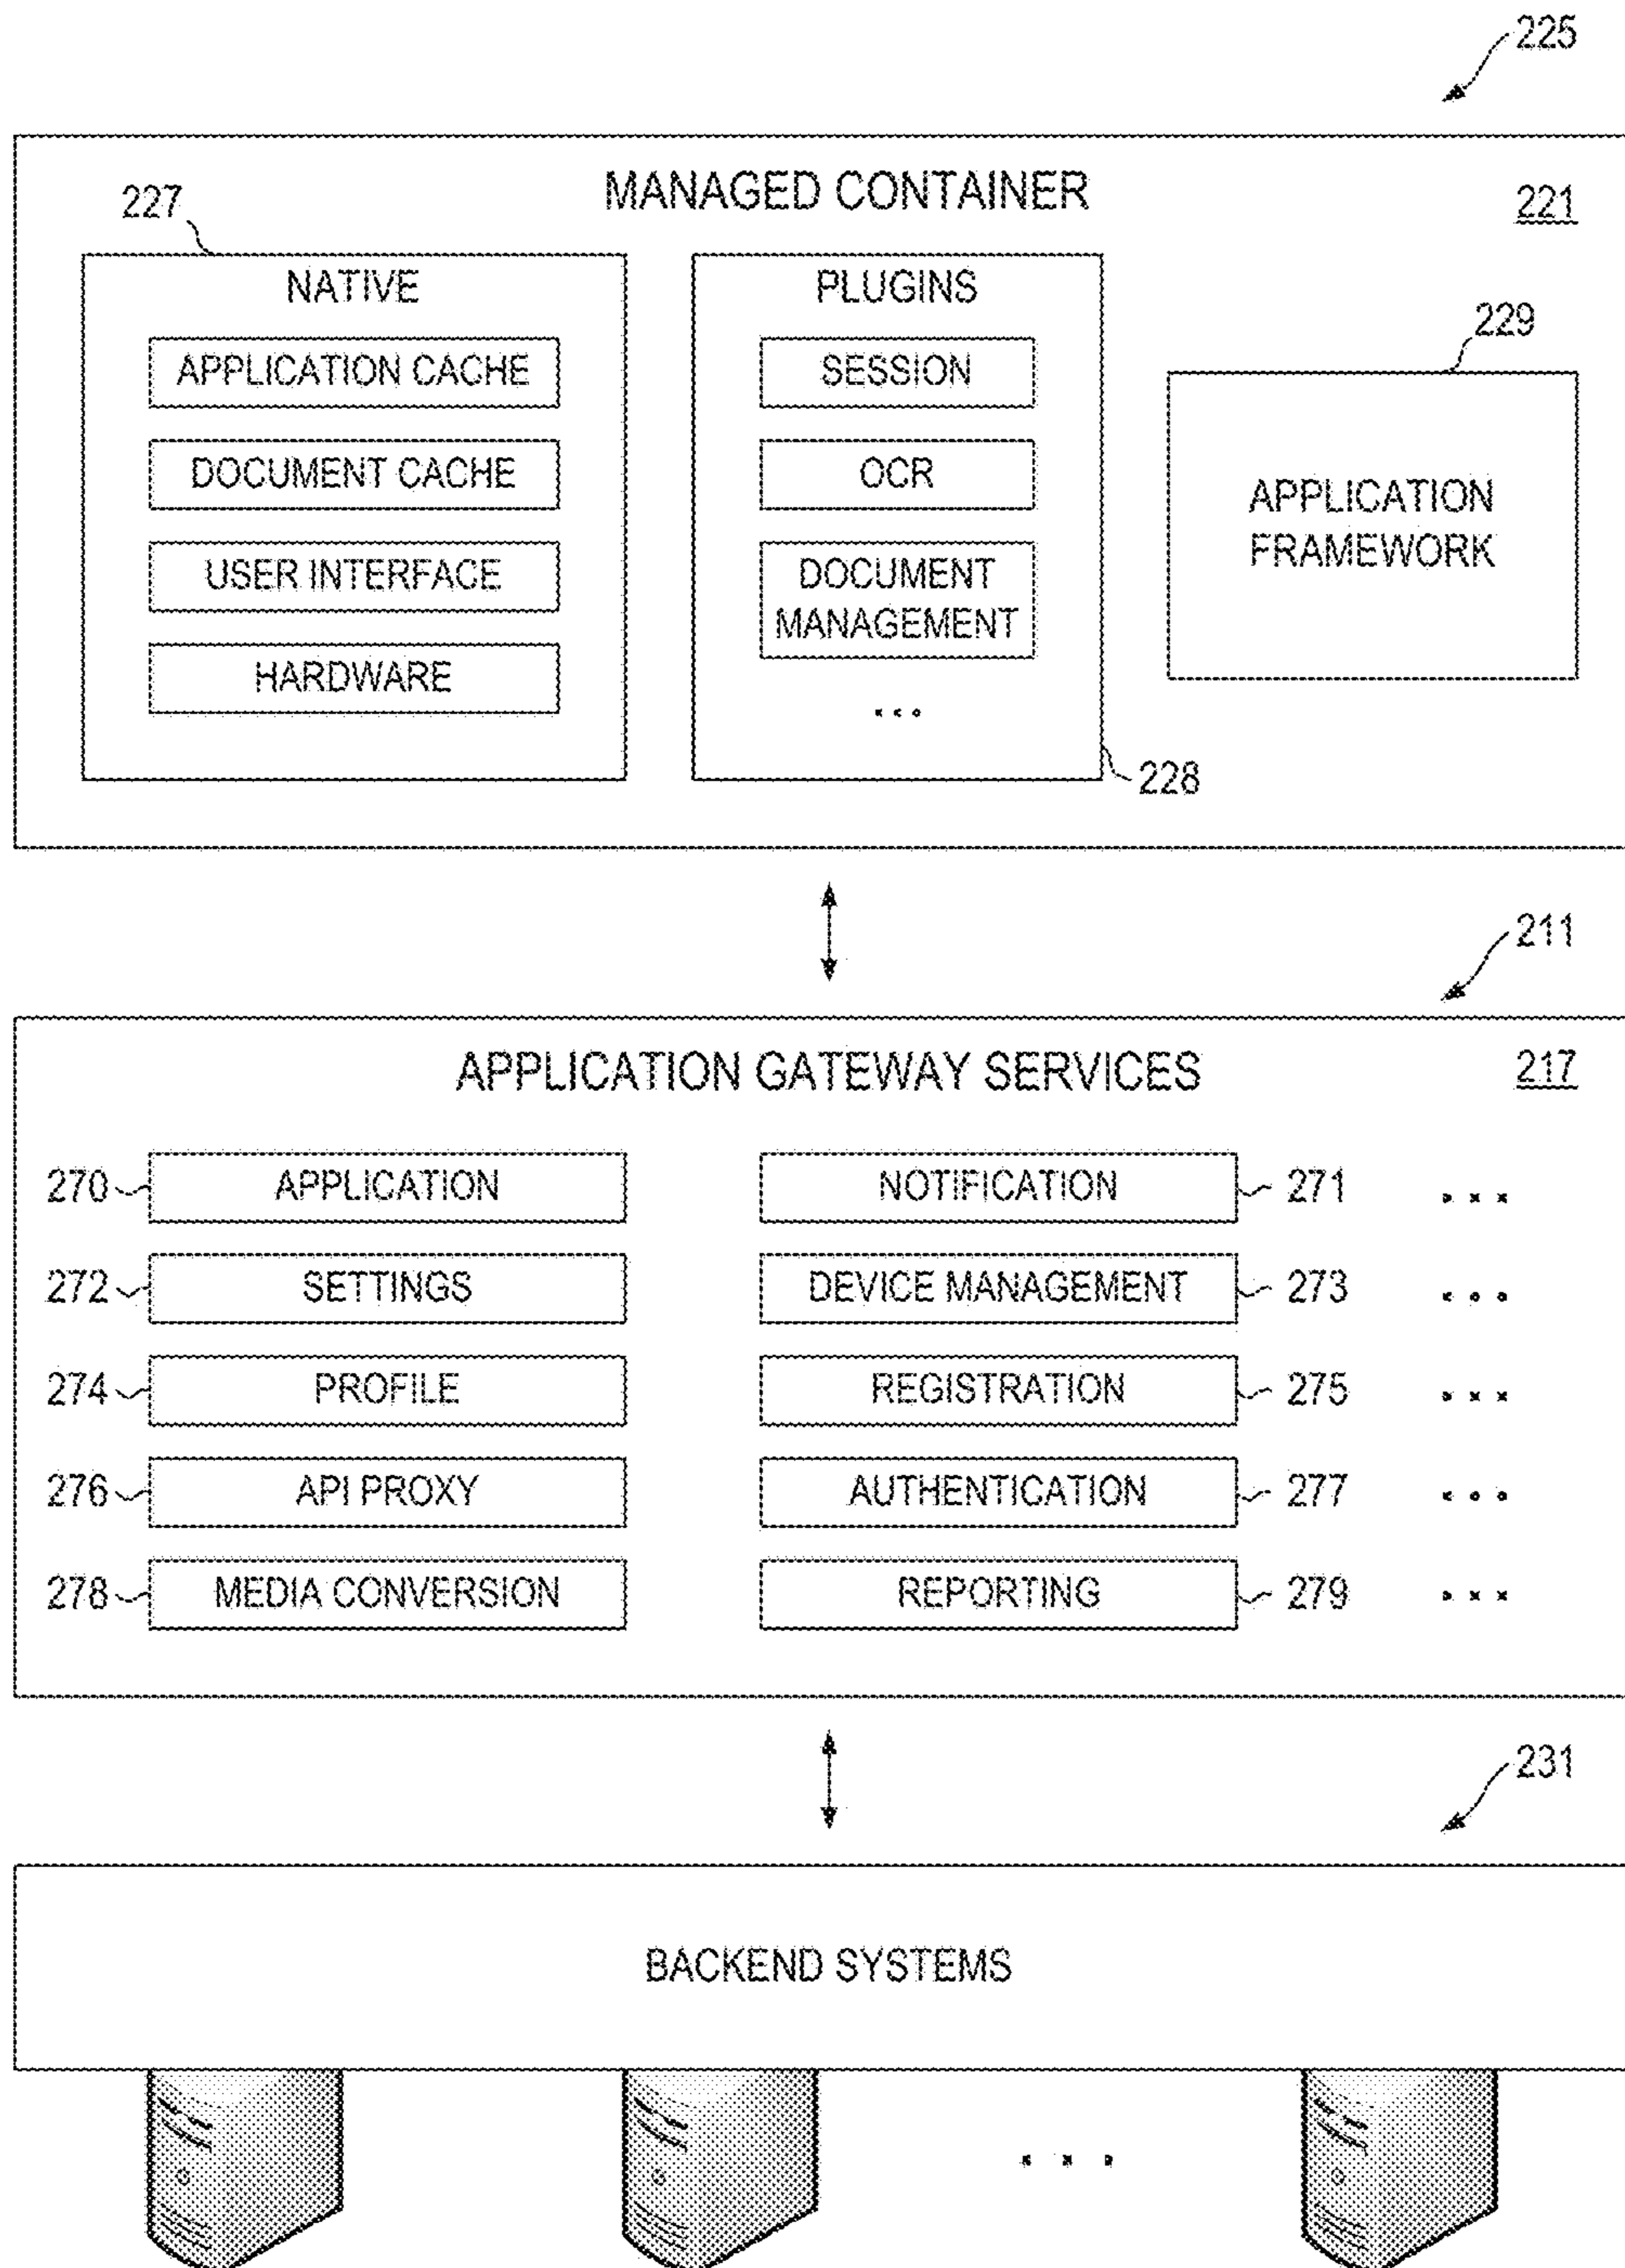 225
MANAGED CONTAINER
221
227
NATIVE
APPLICATION CACHE
DOCUMENT CACHE
USER INTERFACE
HARDWARE
PLUGINS
SESSION
OCR
DOCUMENT
MANAGEMENT
...
228
229
APPLICATION
FRAMEWORK
211
APPLICATION GATEWAY SERVICES
217
270 APPLICATION NOTIFICATION 271 ...
272 SETTINGS DEVICE MANAGEMENT 273 ...
274 PROFILE REGISTRATION 275 ...
276 API PROXY AUTHENTICATION 277 ...
278 MEDIA CONVERSION REPORTING 279 ...
231
BACKEND SYSTEMS
...